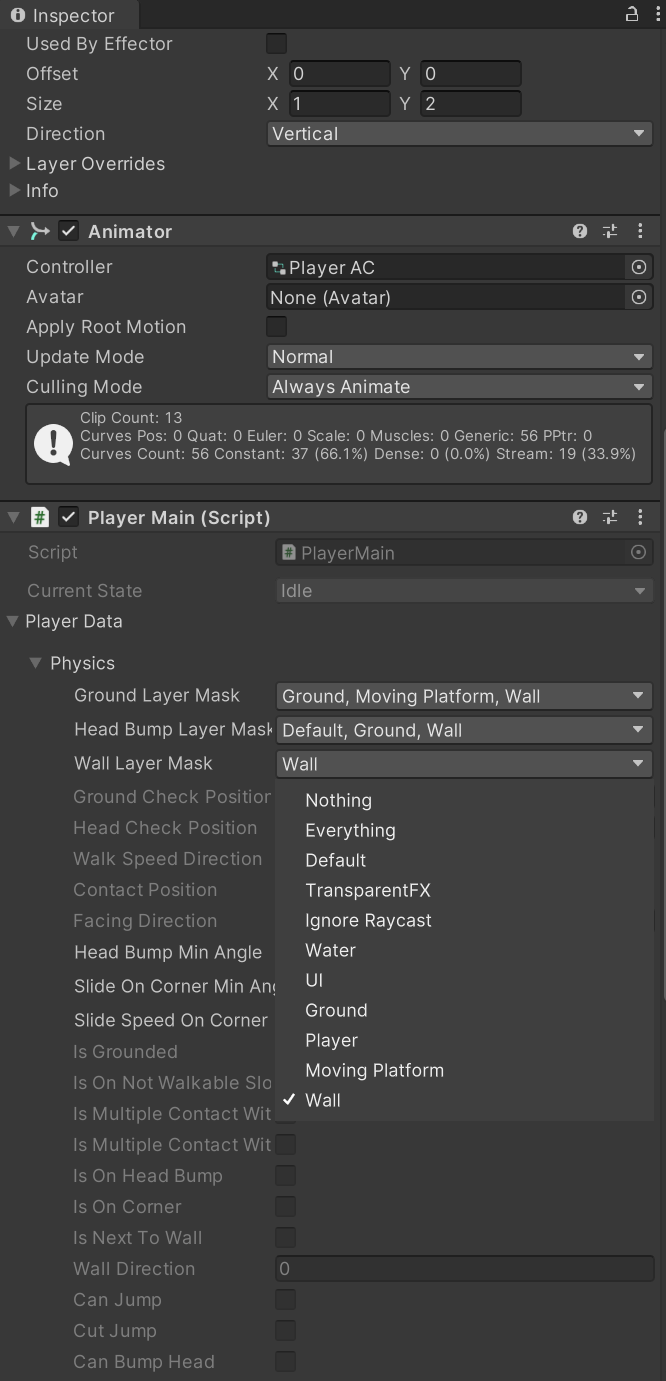 Inspector
Used By Effector
Offset X 0 Y 0
Size X 1 Y 2
Direction Vertical
Layer Overrides
Info
Animator
Controller Player AC
Avatar None (Avatar)
Apply Root Motion
Update Mode Normal
Culling Mode Always Animate
Clip Count: 13
Curves Pos: 0 Quat: 0 Euler: 0 Scale: 0 Muscles: 0 Generic: 56 PPtr: 0
Curves Count: 56 Constant: 37 (66.1%) Dense: 0 (0.0%) Stream: 19 (33.9%)
# Player Main (Script)
Script # PlayerMain
Current State Idle
Player Data
Physics
Ground Layer Mask Ground, Moving Platform, Wall
Head Bump Layer Mask Default, Ground, Wall
Wall Layer Mask Wall
Nothing
Everything
Default
TransparentFX
Ignore Raycast
Water
UI
Ground
Player
Moving Platform
Wall
Ground Check Position
Head Check Position
Walk Speed Direction
Contact Position
Facing Direction
Head Bump Min Angle
Slide On Corner Min Ang
Slide Speed On Corner
Is Grounded
Is On Not Walkable Slo
Is Multiple Contact Wit
Is Multiple Contact Wit
Is On Head Bump
Is On Corner
Is Next To Wall
Wall Direction 0
Can Jump
Cut Jump
Can Bump Head